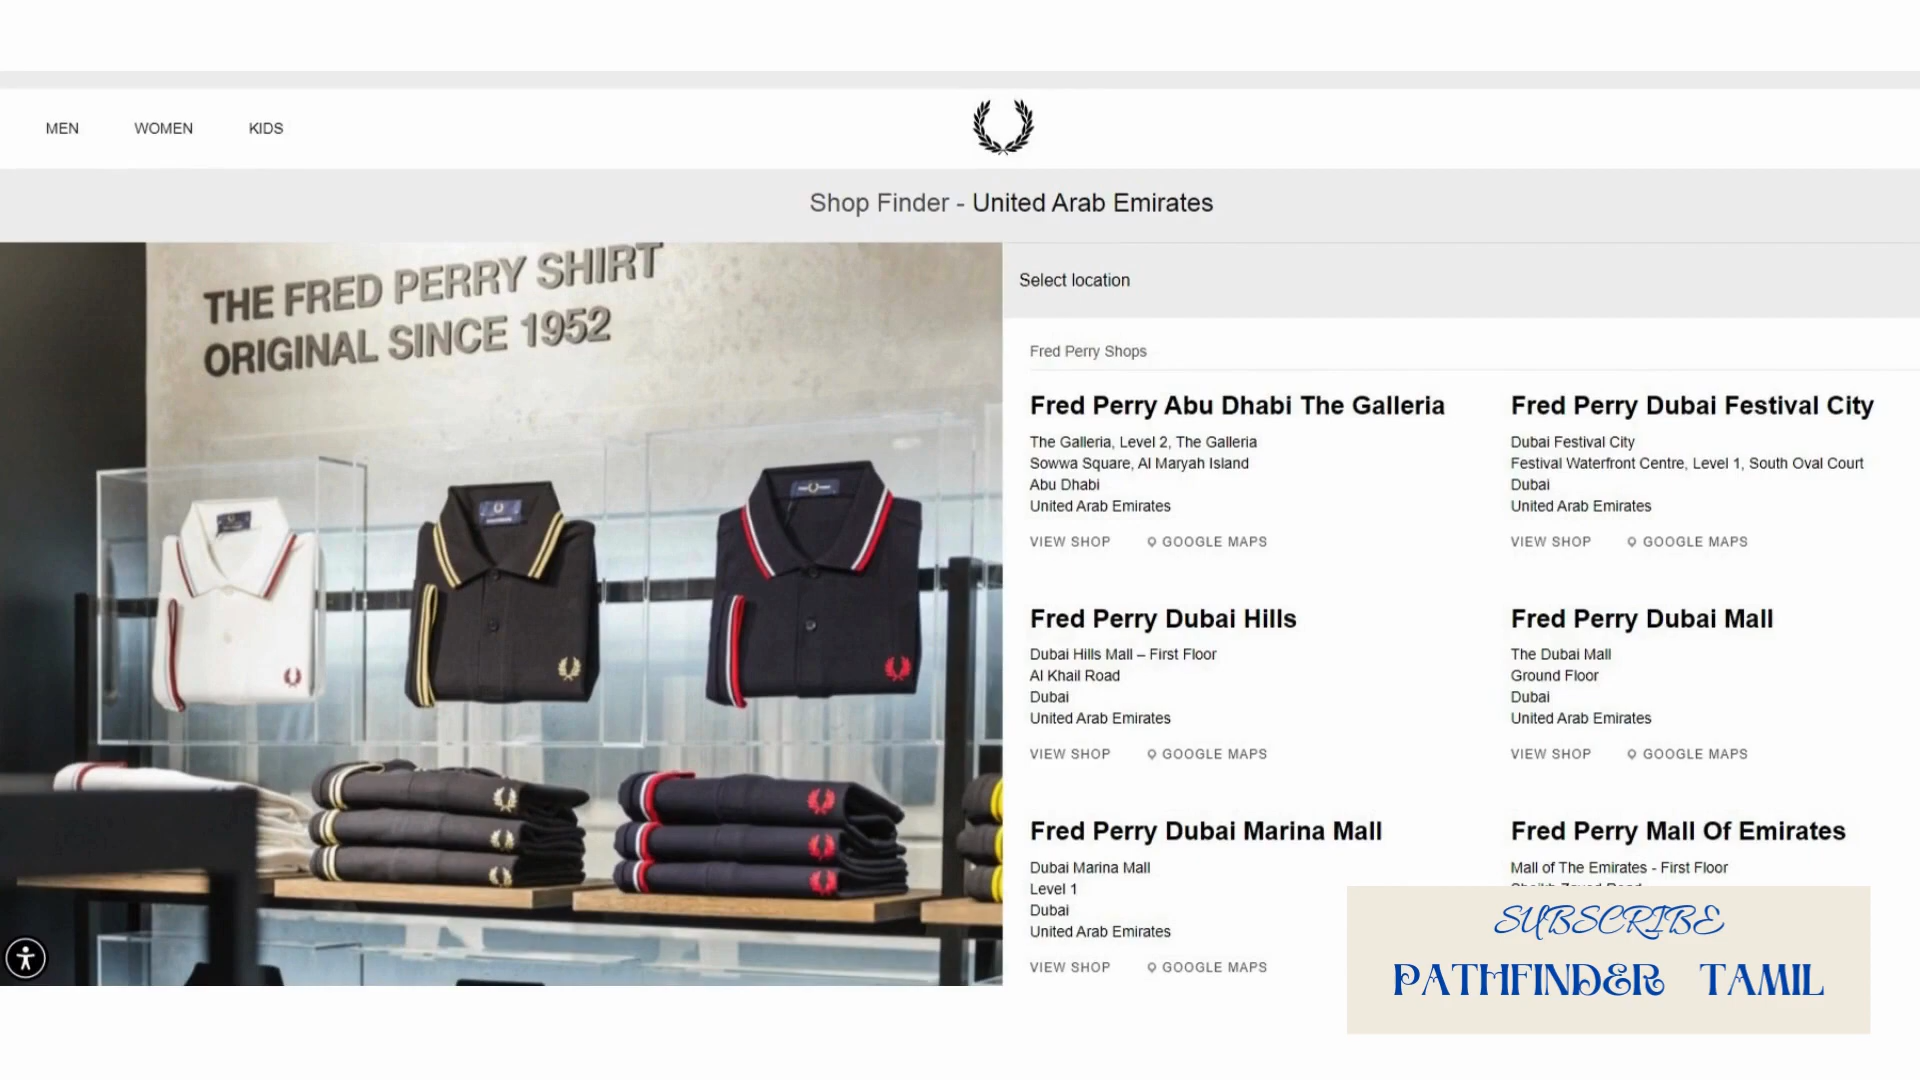 MEN
WOMEN
KIDS
Shop Finder - United Arab Emirates
THE FRED PERRY SHIRT
ORIGINAL SINCE 1952
Select location
Fred Perry Shops
Fred Perry Abu Dhabi The Galleria
The Galleria, Level 2, The Galleria
Sowwa Square, Al Maryah Island
Abu Dhabi
United Arab Emirates
VIEW SHOP
GOOGLE MAPS
Fred Perry Dubai Festival City
Dubai Festival City
Festival Waterfront Centre, Level 1, South Oval Court
Dubai
United Arab Emirates
VIEW SHOP
GOOGLE MAPS
Fred Perry Dubai Hills
Dubai Hills Mall – First Floor
Al Khail Road
Dubai
United Arab Emirates
VIEW SHOP
GOOGLE MAPS
Fred Perry Dubai Mall
The Dubai Mall
Ground Floor
Dubai
United Arab Emirates
VIEW SHOP
GOOGLE MAPS
Fred Perry Dubai Marina Mall
Dubai Marina Mall
Level 1
Dubai
United Arab Emirates
VIEW SHOP
GOOGLE MAPS
Fred Perry Mall Of Emirates
Mall of The Emirates - First Floor
SUBSCRIBE
PATHFINDER TAMIL